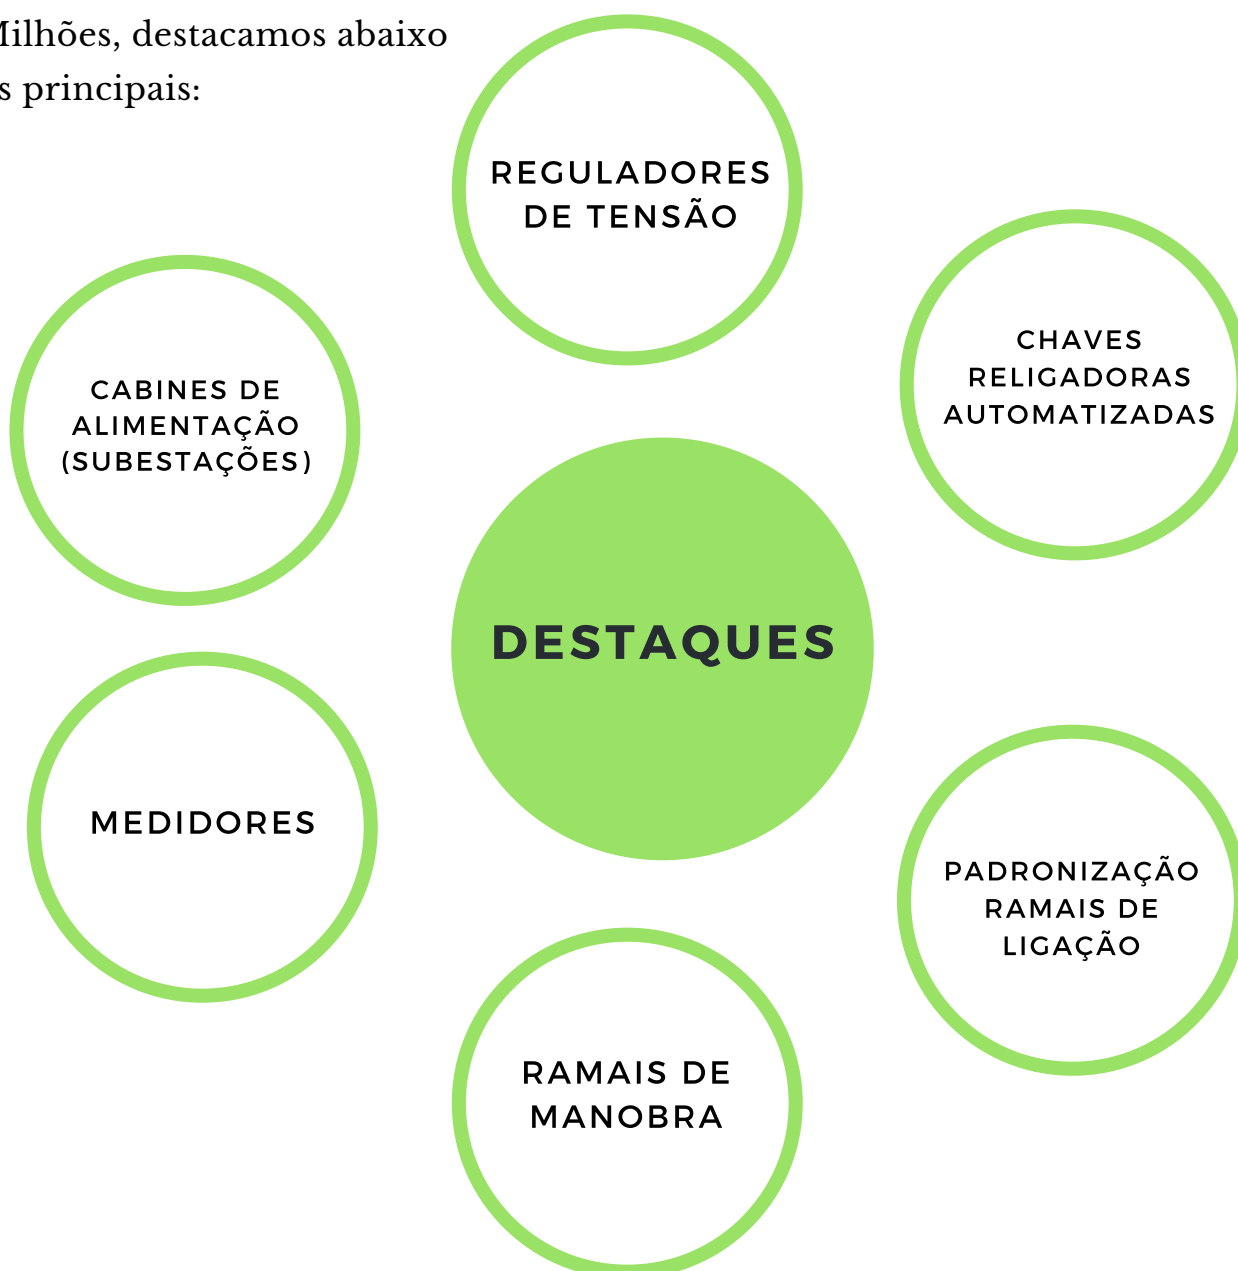 Milhões, destacamos abaixo
s principais:
REGULADORES
DE TENSÃO
CHAVES
RELIGADORAS
AUTOMATIZADAS
CABINES DE
ALIMENTAÇÃO
(SUBESTAÇÕES)
DESTAQUES
MEDIDORES
PADRONIZAÇÃO
RAMAIS DE
LIGAÇÃO
RAMAIS DE
MANOBRA